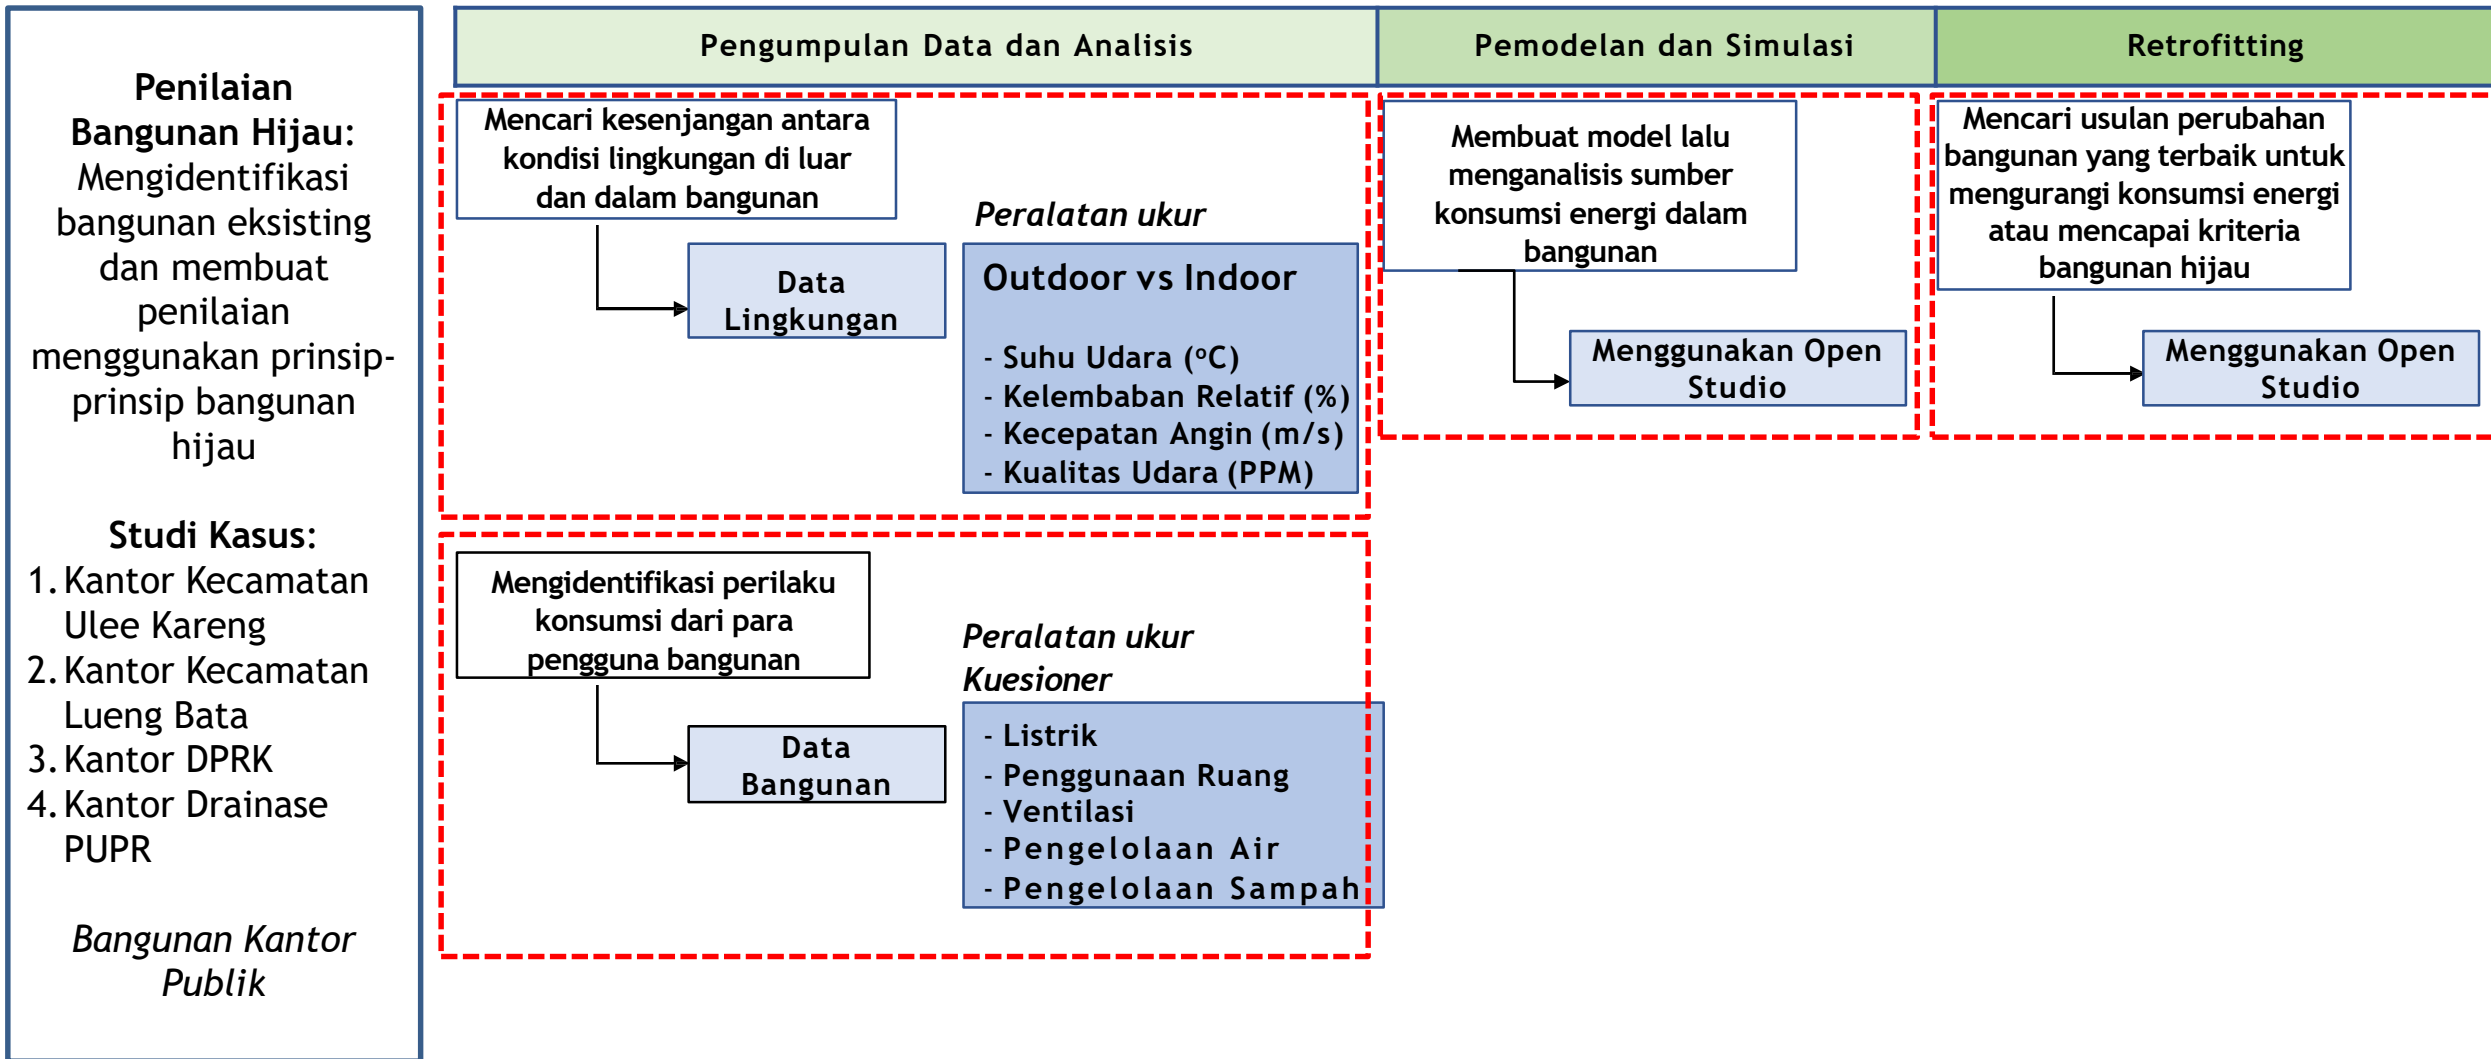 Penilaian
Bangunan Hijau:
Mengidentifikasi
bangunan eksisting
dan membuat
penilaian
menggunakan prinsip-
prinsip bangunan
hijau
Studi Kasus:
1. Kantor Kecamatan
Ulee Kareng
2. Kantor Kecamatan
Lueng Bata
3. Kantor DPRK
4. Kantor Drainase
PUPR
Bangunan Kantor
Publik
Pengumpulan Data dan Analisis
Mencari kesenjangan antara
kondisi lingkungan di luar
dan dalam bangunan
Data
Lingkungan
Peralatan ukur
Outdoor vs Indoor
- Suhu Udara (ºC)
- Kelembaban Relatif (%)
- Kecepatan Angin (m/s)
- Kualitas Udara (PPM)
Mengidentifikasi perilaku
konsumsi dari para
pengguna bangunan
Data
Bangunan
Peralatan ukur
Kuesioner
- Listrik
- Penggunaan Ruang
- Ventilasi
- Pengelolaan Air
- Pengelolaan Sampah
Pemodelan dan Simulasi
Membuat model lalu
menganalisis sumber
konsumsi energi dalam
bangunan
Menggunakan Open
Studio
Retrofitting
Mencari usulan perubahan
bangunan yang terbaik untuk
mengurangi konsumsi energi
atau mencapai kriteria
bangunan hijau
Menggunakan Open
Studio